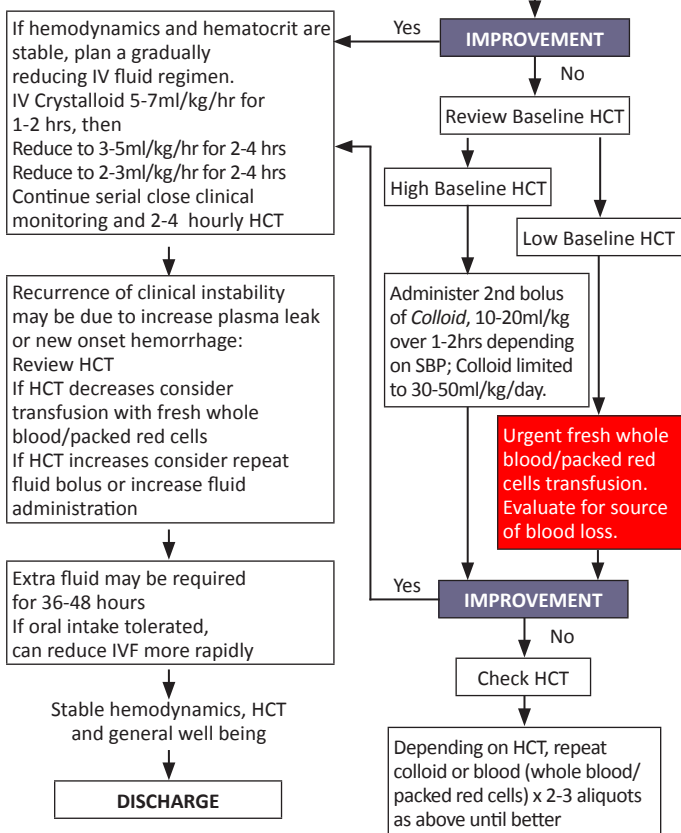 If hemodynamics and hematocrit are
stable, plan a gradually
reducing IV fluid regimen.
IV Crystalloid 5-7ml/kg/hr for
1-2 hrs, then
Reduce to 3-5ml/kg/hr for 2-4 hrs
Reduce to 2-3ml/kg/hr for 2-4 hrs
Continue serial close clinical
monitoring and 2-4 hourly HCT
Yes
IMPROVEMENT
No
Review Baseline HCT
High Baseline HCT
Low Baseline HCT
Recurrence of clinical instability
may be due to increase plasma leak
or new onset hemorrhage:
Review HCT
If HCT decreases consider
transfusion with fresh whole
blood/packed red cells
If HCT increases consider repeat
fluid bolus or increase fluid
administration
Administer 2nd bolus
of Colloid, 10-20ml/kg
over 1-2hrs depending
on SBP; Colloid limited
to 30-50ml/kg/day.
Urgent fresh whole
blood/packed red
cells transfusion.
Evaluate for source
of blood loss.
Extra fluid may be required
for 36-48 hours
If oral intake tolerated,
can reduce IVF more rapidly
Yes
IMPROVEMENT
No
Check HCT
Stable hemodynamics, HCT
and general well being
DISCHARGE
Depending on HCT, repeat
colloid or blood (whole blood/
packed red cells) x 2-3 aliquots
as above until better